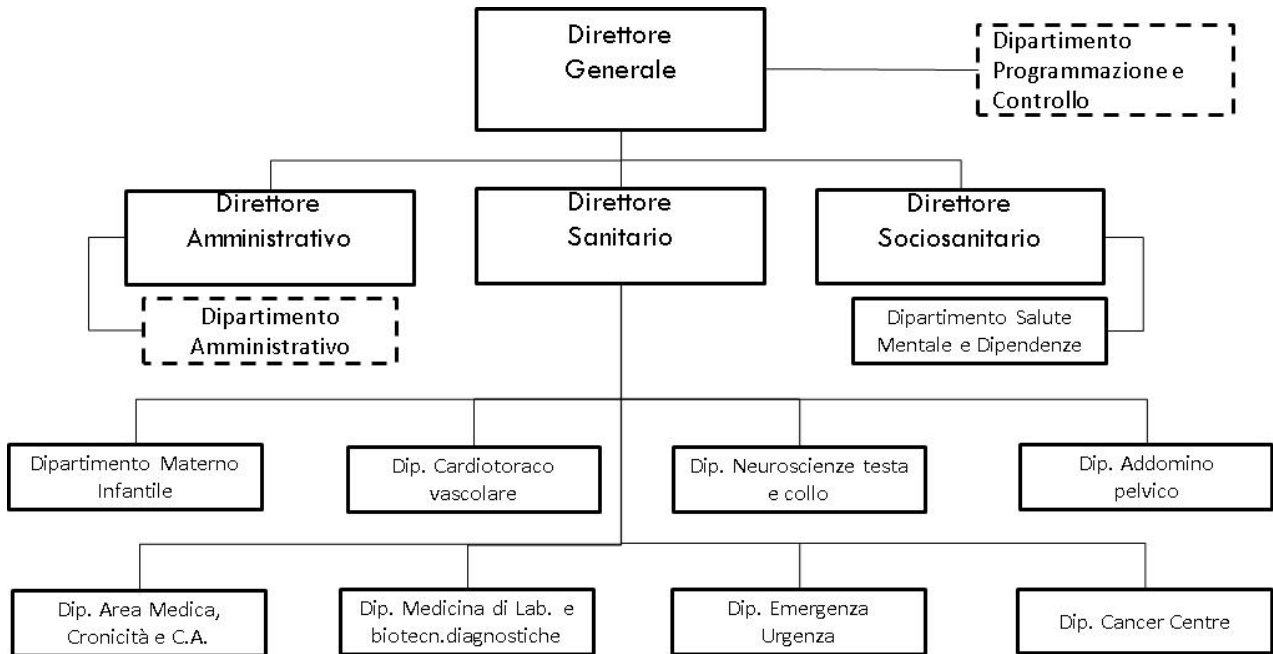 Direttore
Generale
Dipartimento
Programmazione e
Controllo
Direttore
Amministrativo
Direttore
Sanitario
Direttore
Sociosanitario
Dipartimento
Amministrativo
Dipartimento Salute
Mentale e Dipendenze
Dipartimento Materno
Infantile
Dip. Cardiotoraco
vascolare
Dip. Neuroscienze testa
e collo
Dip. Addomino
pelvico
Dip. Area Medica,
Cronicità e C.A.
Dip. Medicina di Lab. e
biotecn.diagnostiche
Dip. Emergenza
Urgenza
Dip. Cancer Centre